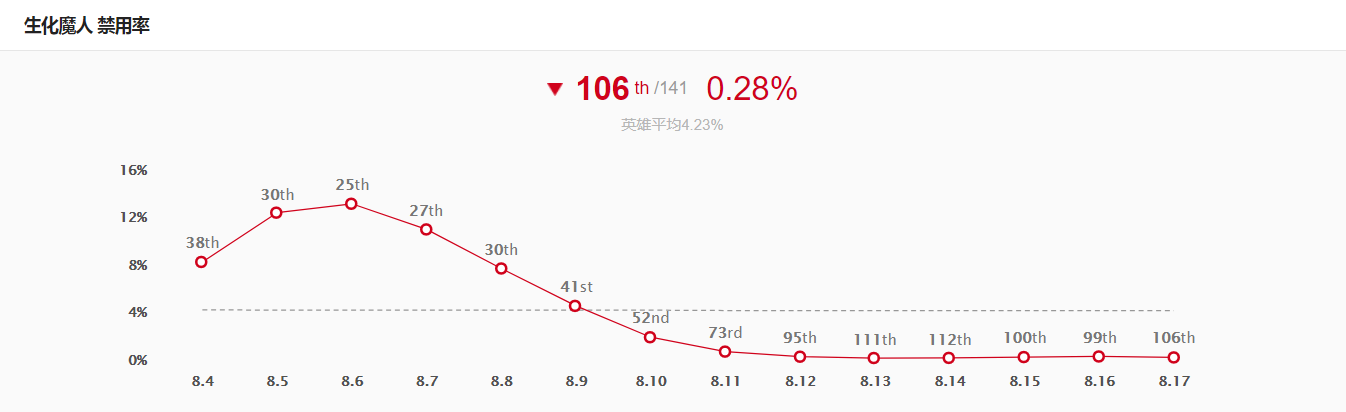 生化魔人 禁用率
▼ 106 th /141 0.28%
英雄平均4.23%
16%
12%
8%
4%
0%
38th
30th
25th
27th
30th
41st
52nd
73rd
95th
111th
112th
100th
99th
106th
8.4 8.5 8.6 8.7 8.8 8.9 8.10 8.11 8.12 8.13 8.14 8.15 8.16 8.17